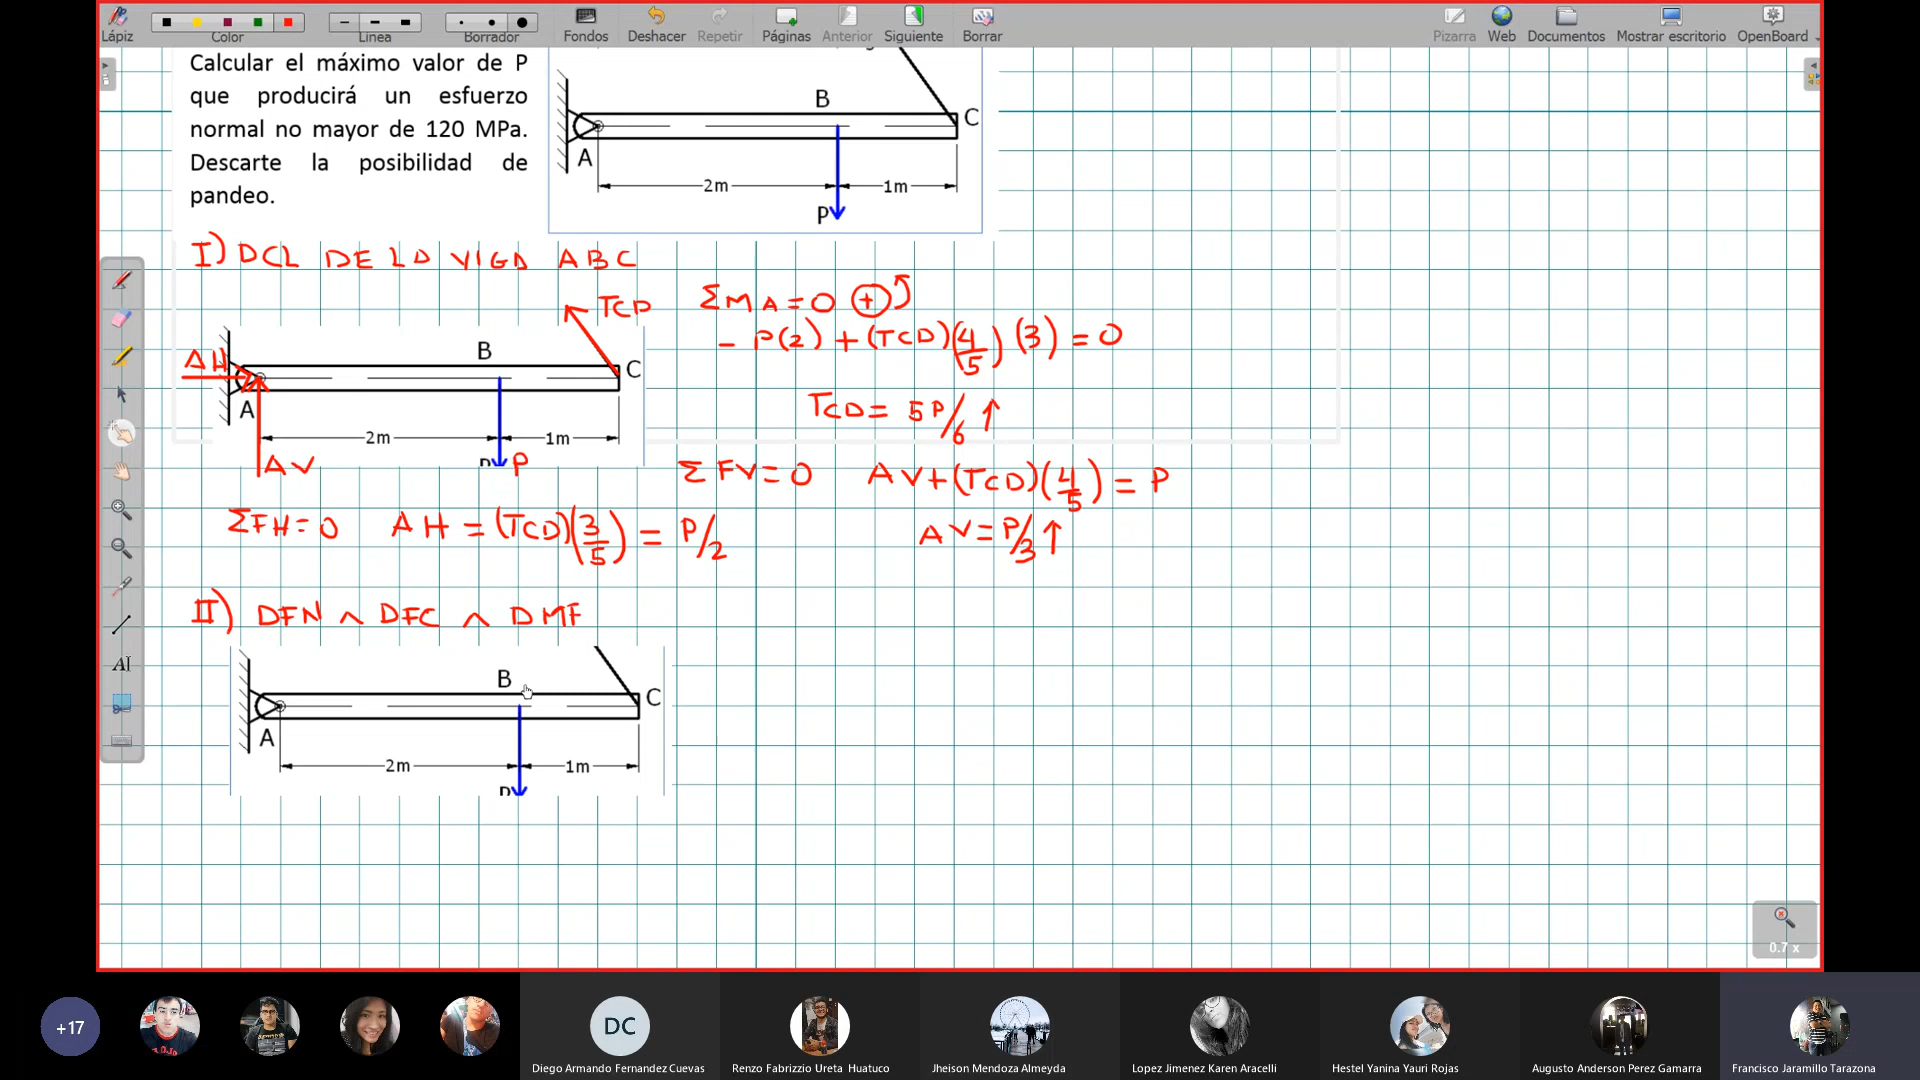 Lápiz
Color
Línea
Borrador
Fondos
Deshacer
Repetir
Páginas
Anterior
Siguiente
Borrar
Pizarra
Web
Documentos
Mostrar escritorio
OpenBoard
Calcular el máximo valor de P
que producirá un esfuerzo
normal no mayor de 120 MPa.
Descarte la posibilidad de
pandeo.
B
C
A
2m
1m
P
I) DCL DE LA VIGA ABC
TCD
B
C
AH
A
2m
1m
AV
P
ΣMA=0 (+)
- P(2) + (TCD)(4/5)(3) = 0
TCD = 5P/6 ↑
ΣFV=0 AV+(TCD)(4/5) = P
ΣFH=0 AH = (TCD)(3/5) = P/2
AV = P/3 ↑
II) DFN ^ DFC ^ DMF
B
C
A
2m
1m
AI
0.7 x
+17
DC
Diego Armando Fernandez Cuevas
Renzo Fabrizzio Ureta Huatuco
Jheison Mendoza Almeyda
Lopez Jimenez Karen Aracelli
Hestel Yanina Yauri Rojas
Augusto Anderson Perez Gamarra
Francisco Jaramillo Tarazona